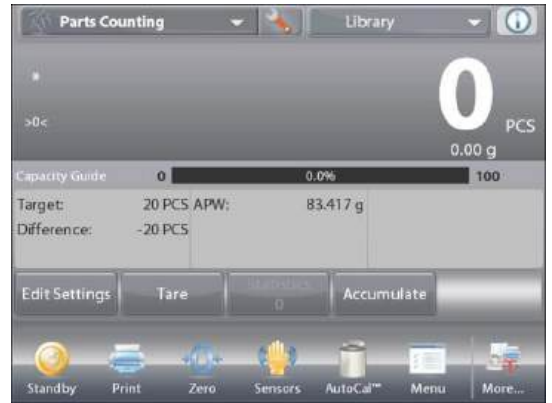 Parts Counting
Library
*
>0<
0 PCS
0.00 g
Capacity Guide 0 0.0% 100
Target: 20 PCS APW: 83.417 g
Difference: -20 PCS
Edit Settings Tare Statistics 0 Accumulate
Standby Print Zero Sensors AutoCal™ Menu More...